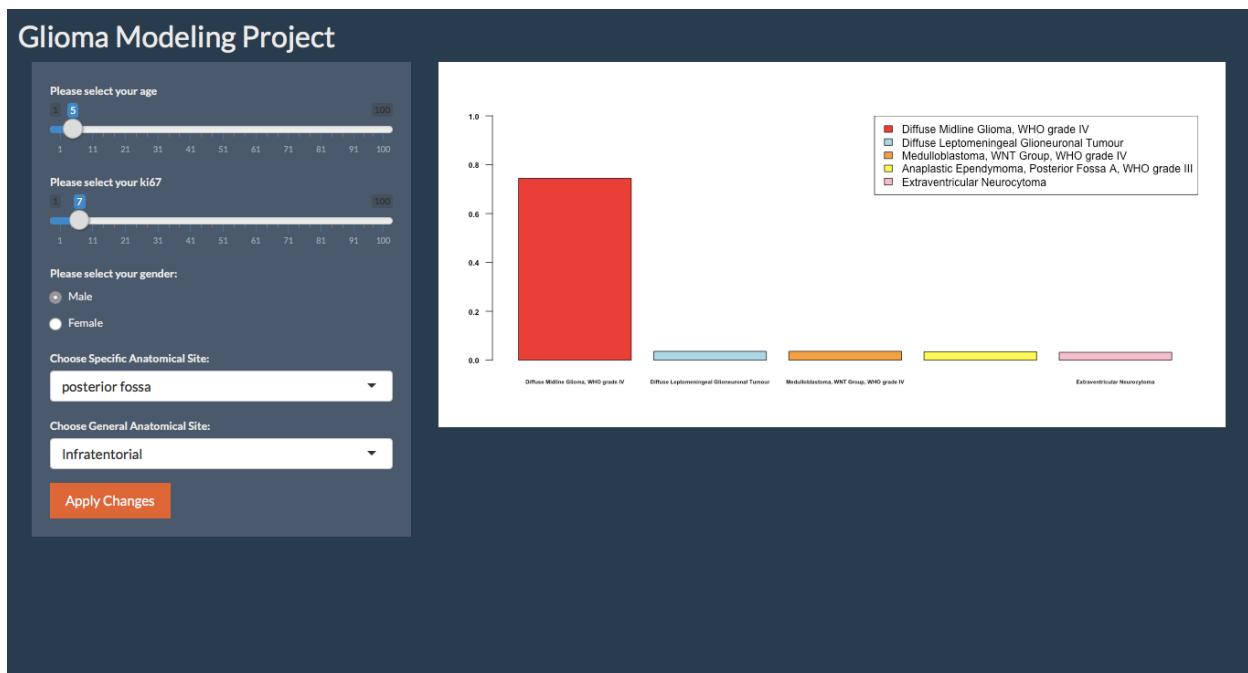 Glioma Modeling Project
Please select your age
1 5 100
1 11 21 31 41 51 61 71 81 91 100
Please select your ki67
1 7 100
1 11 21 31 41 51 61 71 81 91 100
Please select your gender:
Male
Female
Choose Specific Anatomical Site:
posterior fossa
Choose General Anatomical Site:
Infratentorial
Apply Changes
1.0
0.8
0.6
0.4
0.2
0.0
Diffuse Midline Glioma, WHO grade IV
Diffuse Leptomeningeal Glioneuronal Tumour
Medulloblastoma, WNT Group, WHO grade IV
Anaplastic Ependymoma, Posterior Fossa A, WHO grade III
Extraventricular Neurocytoma
Diffuse Midline Glioma, WHO grade IV Diffuse Leptomeningeal Glioneuronal Tumour Medulloblastoma, WNT Group, WHO grade IV Extraventricular Neurocytoma